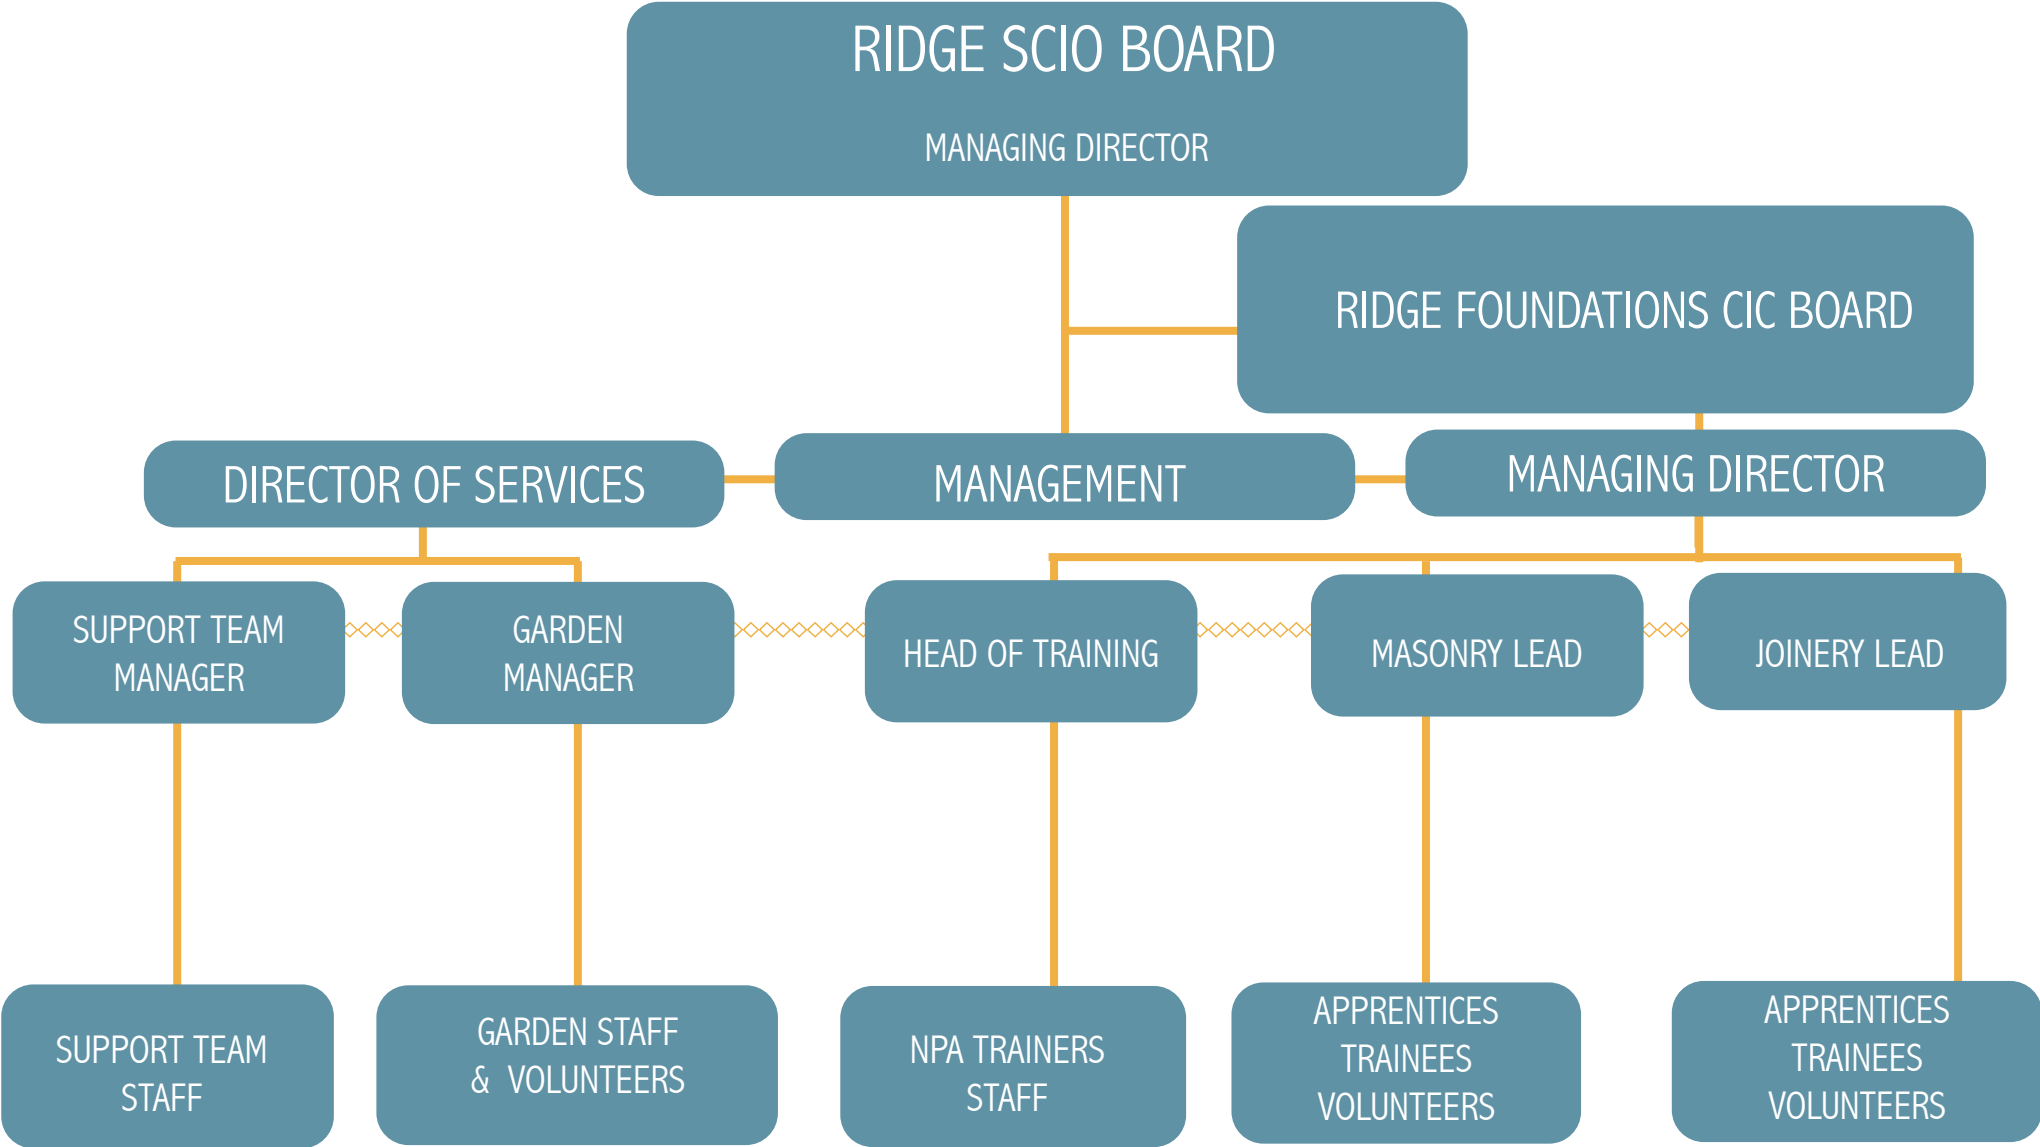 RIDGE SCIO BOARD
MANAGING DIRECTOR
RIDGE FOUNDATIONS CIC BOARD
DIRECTOR OF SERVICES
MANAGEMENT
MANAGING DIRECTOR
SUPPORT TEAM
MANAGER
GARDEN
MANAGER
HEAD OF TRAINING
MASONRY LEAD
JOINERY LEAD
SUPPORT TEAM
STAFF
GARDEN STAFF
& VOLUNTEERS
NPA TRAINERS
STAFF
APPRENTICES
TRAINEES
VOLUNTEERS
APPRENTICES
TRAINEES
VOLUNTEERS